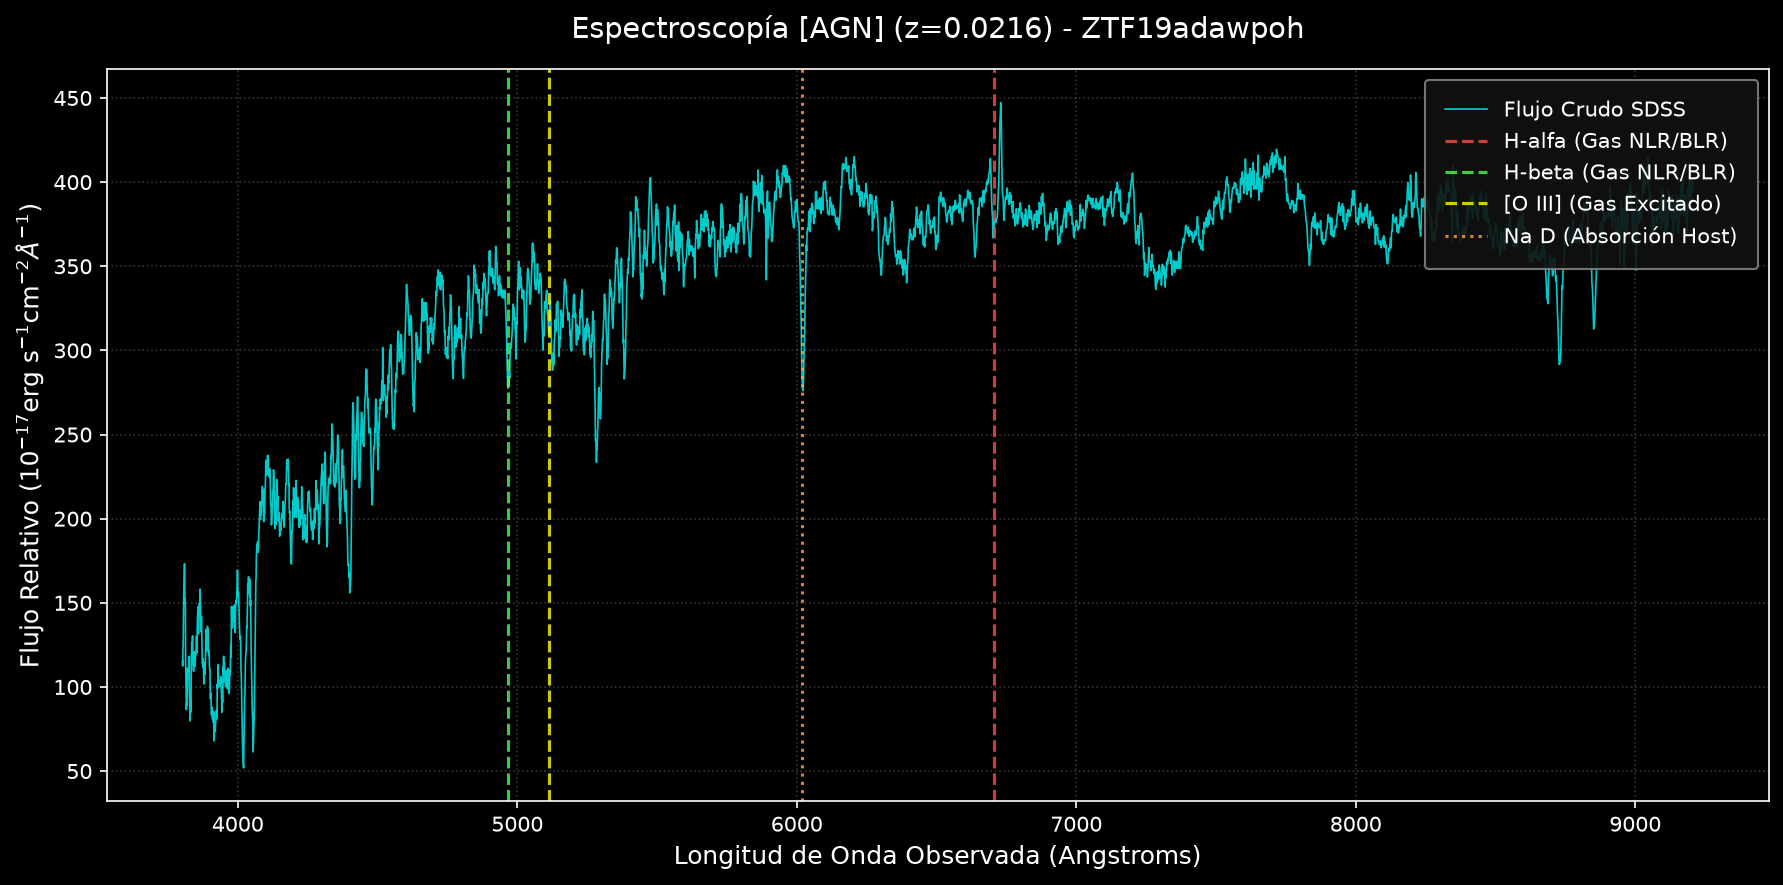 Espectroscopía [AGN] (z=0.0216) - ZTF19adawpoh
Flujo Relativo (10⁻¹⁷erg s⁻¹cm⁻²Å⁻¹)
450
400
350
300
250
200
150
100
50
Flujo Crudo SDSS
H-alfa (Gas NLR/BLR)
H-beta (Gas NLR/BLR)
[O III] (Gas Excitado)
Na D (Absorción Host)
4000 5000 6000 7000 8000 9000
Longitud de Onda Observada (Angstroms)